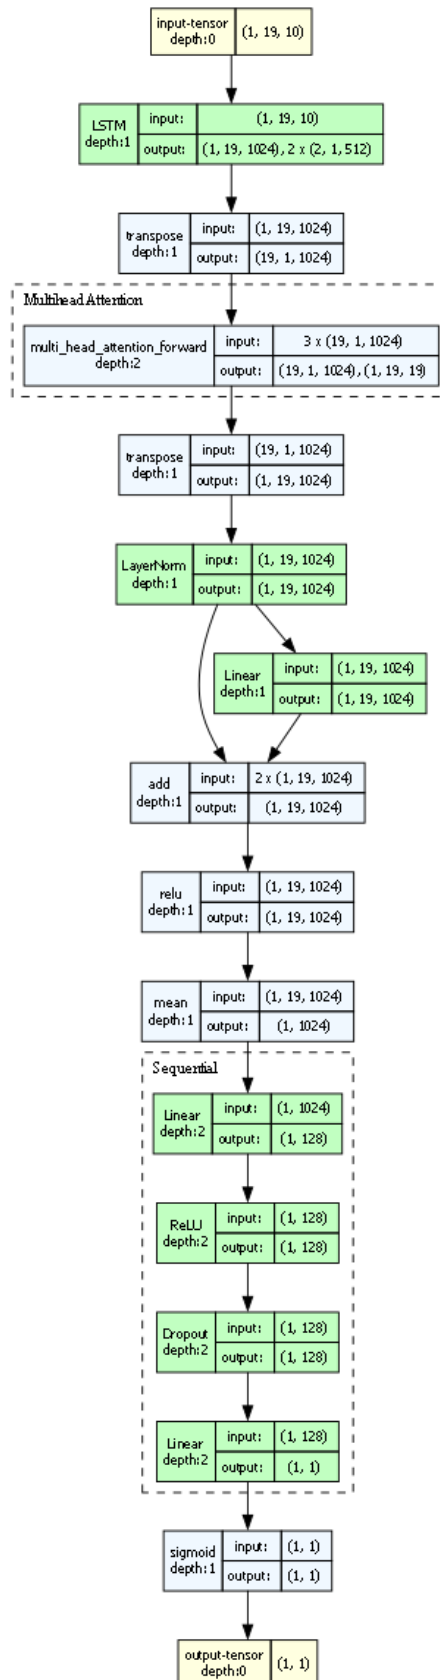 input-tensor
depth:0
(1, 19, 10)
LSTM
depth:1
input:
(1, 19, 10)
output:
(1, 19, 1024), 2 x (2, 1, 512)
transpose
depth:1
input:
(1, 19, 1024)
output:
(19, 1, 1024)
Multihead Attention
multi_head_attention_forward
depth:2
input:
3 x (19, 1, 1024)
output:
(19, 1, 1024), (1, 19, 19)
transpose
depth:1
input:
(19, 1, 1024)
output:
(1, 19, 1024)
LayerNorm
depth:1
input:
(1, 19, 1024)
output:
(1, 19, 1024)
Linear
depth:1
input:
(1, 19, 1024)
output:
(1, 19, 1024)
add
depth:1
input:
2 x (1, 19, 1024)
output:
(1, 19, 1024)
relu
depth:1
input:
(1, 19, 1024)
output:
(1, 19, 1024)
mean
depth:1
input:
(1, 19, 1024)
output:
(1, 1024)
Sequential
Linear
depth:2
input:
(1, 1024)
output:
(1, 128)
ReLU
depth:2
input:
(1, 128)
output:
(1, 128)
Dropout
depth:2
input:
(1, 128)
output:
(1, 128)
Linear
depth:2
input:
(1, 128)
output:
(1, 1)
sigmoid
depth:1
input:
(1, 1)
output:
(1, 1)
output-tensor
depth:0
(1, 1)